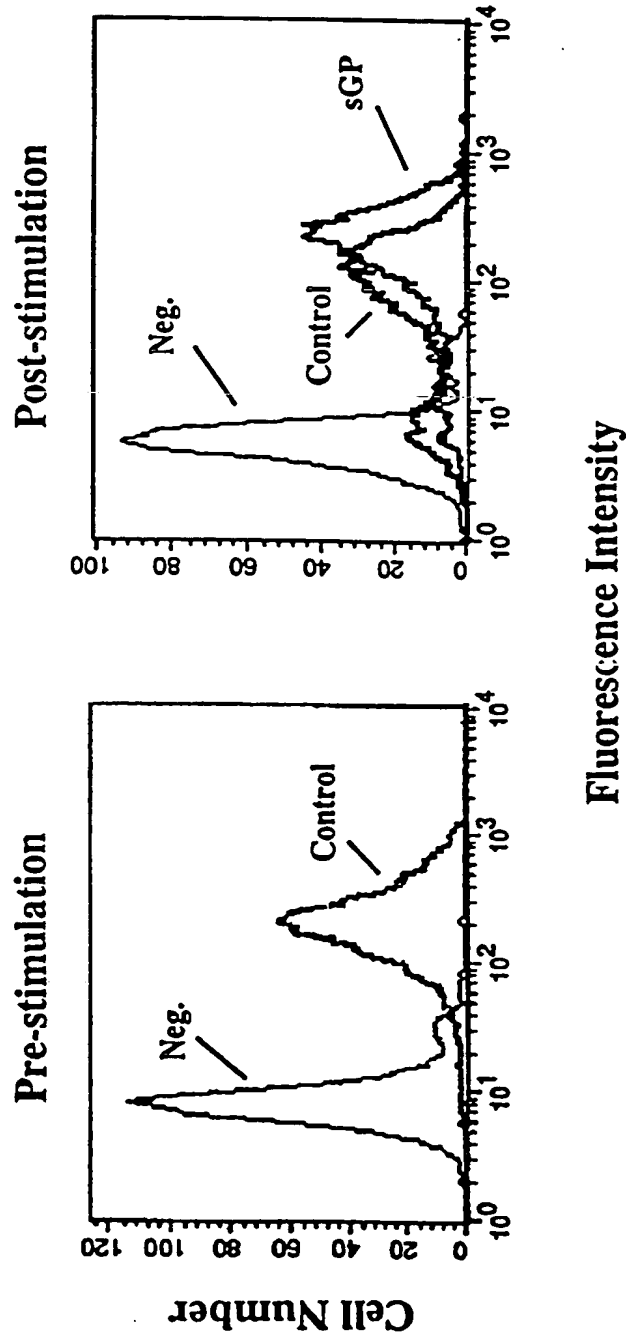 Pre-stimulation
Post-stimulation
Cell Number
120
100
80
60
40
20
0
Neg.
Control
10^0
10^1
10^2
10^3
10^4
100
80
60
40
20
0
Neg.
Control
sGP
10^0
10^1
10^2
10^3
10^4
Fluorescence Intensity